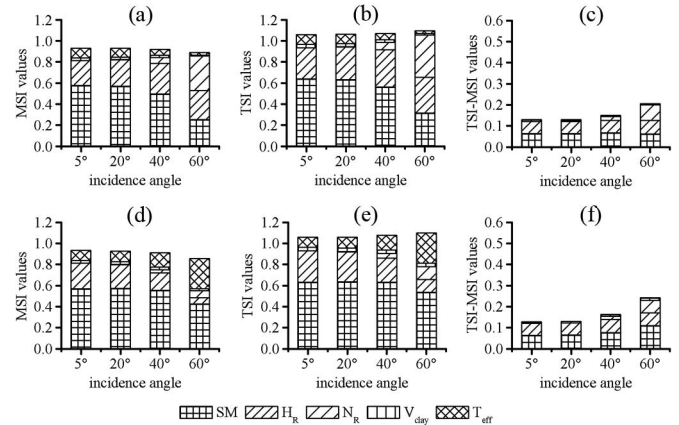 (a) (b) (c)
MSI values
1.2
1.0
0.8
0.6
0.4
0.2
0.0
5° 20° 40° 60°
incidence angle
TSI values
1.2
1.0
0.8
0.6
0.4
0.2
0.0
5° 20° 40° 60°
incidence angle
TSI-MSI values
0.6
0.5
0.4
0.3
0.2
0.1
0.0
5° 20° 40° 60°
incidence angle
(d) (e) (f)
MSI values
1.2
1.0
0.8
0.6
0.4
0.2
0.0
5° 20° 40° 60°
incidence angle
TSI values
1.2
1.0
0.8
0.6
0.4
0.2
0.0
5° 20° 40° 60°
incidence angle
TSI-MSI values
0.6
0.5
0.4
0.3
0.2
0.1
0.0
5° 20° 40° 60°
incidence angle
SM H_R N_R V_clay T_eff